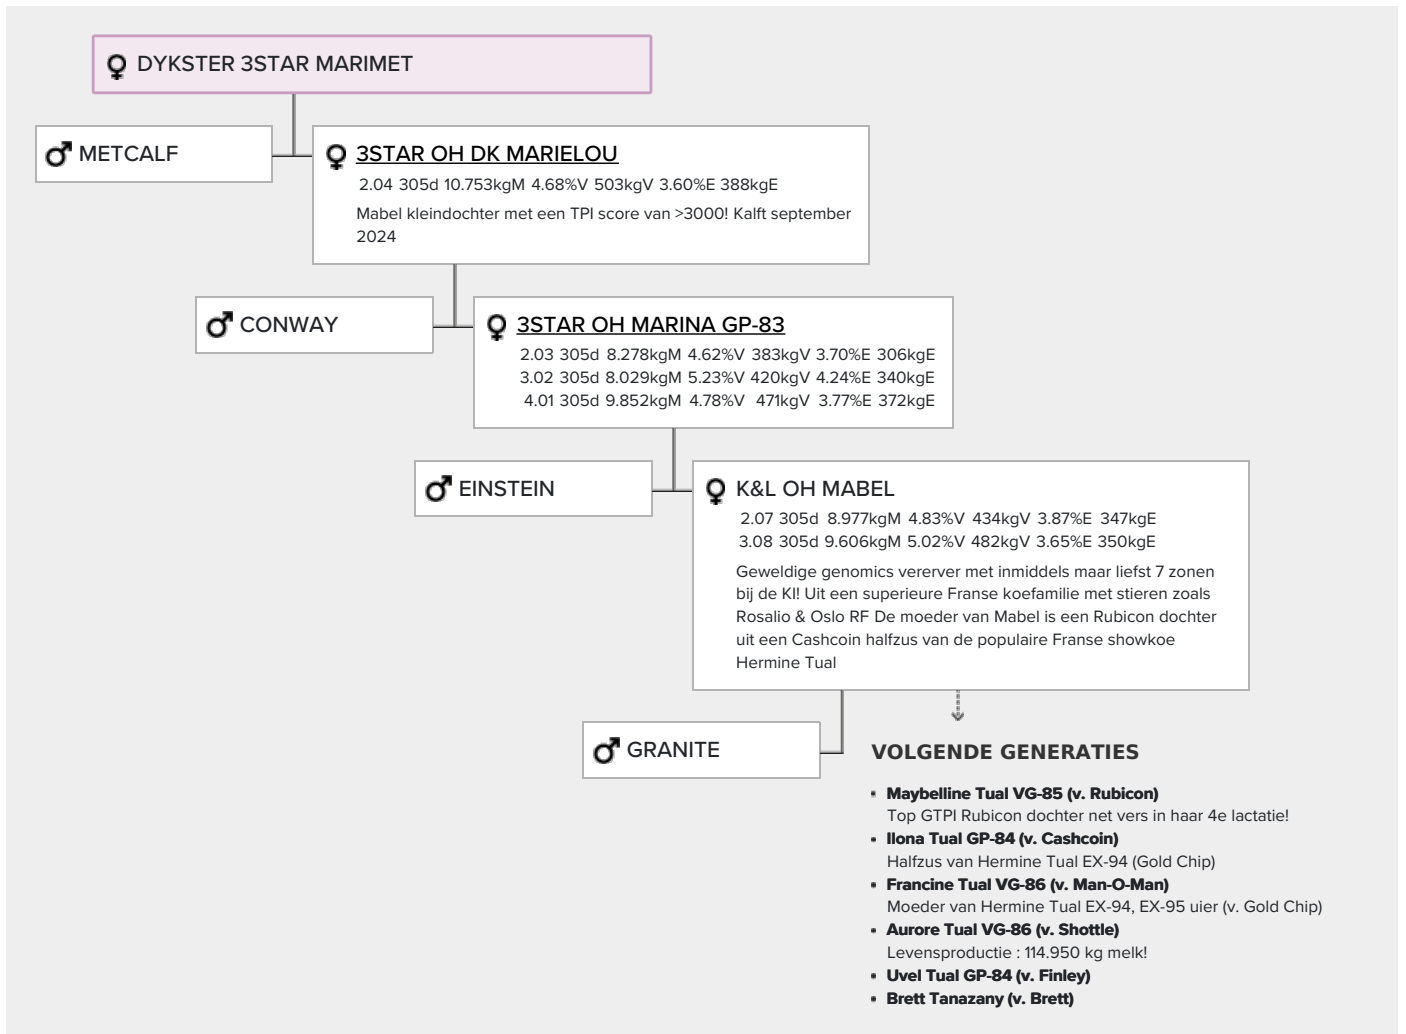 DYKSTER 3STAR MARIMET
METCALF
3STAR OH DK MARIELOU
2.04 305d 10.753kgM 4.68%V 503kgV 3.60%E 388kgE
Mabel kleindochter met een TPI score van >3000! Kalft september
2024
CONWAY
3STAR OH MARINA GP-83
2.03 305d 8.278kgM 4.62%V 383kgV 3.70%E 306kgE
3.02 305d 8.029kgM 5.23%V 420kgV 4.24%E 340kgE
4.01 305d 9.852kgM 4.78%V 471kgV 3.77%E 372kgE
EINSTEIN
K&L OH MABEL
2.07 305d 8.977kgM 4.83%V 434kgV 3.87%E 347kgE
3.08 305d 9.606kgM 5.02%V 482kgV 3.65%E 350kgE
Geweldige genomics vererver met inmiddels maar liefst 7 zonen
bij de KI! Uit een superieure Franse koefamilie met stieren zoals
Rosalio & Oslo RF De moeder van Mabel is een Rubicon dochter
uit een Cashcoin halfzus van de populaire Franse showkoe
Hermine Tual
GRANITE
VOLGENDE GENERATIES
Maybelline Tual VG-85 (v. Rubicon)
Top GTPI Rubicon dochter net vers in haar 4e lactatie!
Ilona Tual GP-84 (v. Cashcoin)
Halfzus van Hermine Tual EX-94 (Gold Chip)
Francine Tual VG-86 (v. Man-O-Man)
Moeder van Hermine Tual EX-94, EX-95 uier (v. Gold Chip)
Aurore Tual VG-86 (v. Shottle)
Levensproductie : 114.950 kg melk!
Uvel Tual GP-84 (v. Finley)
Brett Tanazany (v. Brett)